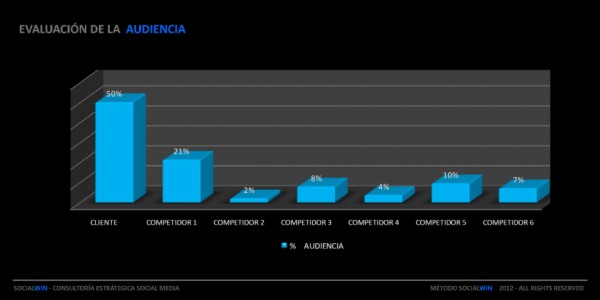 EVALUACIÓN DE LA AUDIENCIA
50%
21%
2%
8%
4%
10%
7%
CLIENTE COMPETIDOR 1 COMPETIDOR 2 COMPETIDOR 3 COMPETIDOR 4 COMPETIDOR 5 COMPETIDOR 6
% AUDIENCIA
SOCIALWIN - CONSULTORÍA ESTRÁTEGICA SOCIAL MEDIA MÉTODO SOCIALWIN 2012 - ALL RIGHTS RESERVED